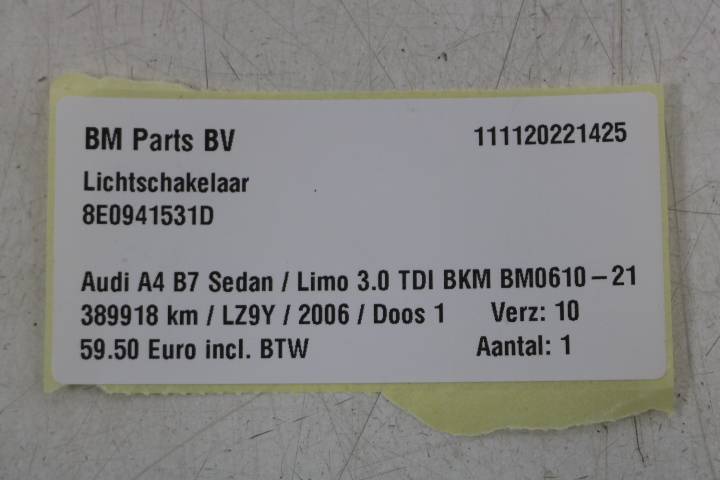 BM Parts BV 111120221425
Lichtschakelaar
8E0941531D
Audi A4 B7 Sedan / Limo 3.0 TDI BKM BM0610-21
389918 km / LZ9Y / 2006 / Doos 1 Verz: 10
59.50 Euro incl. BTW Aantal: 1